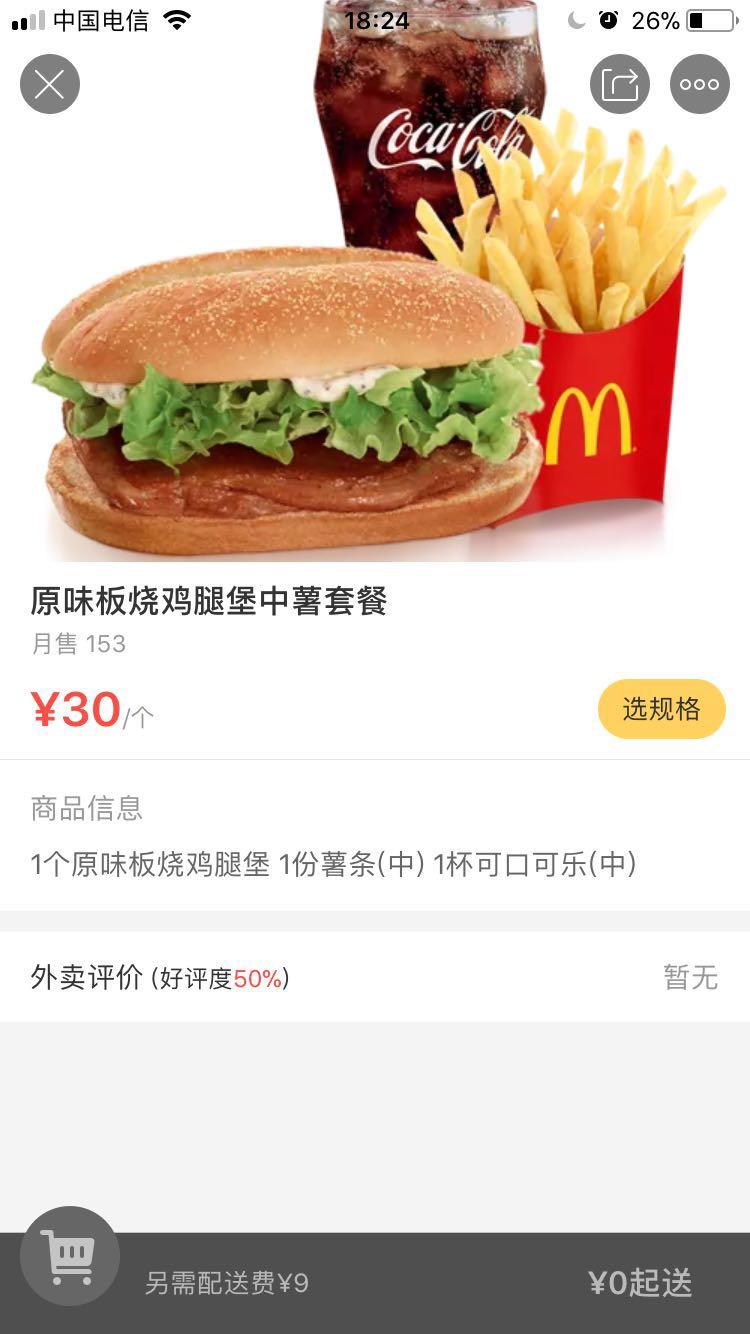 中国电信 18:24 26%
Coca-Cola
原味板烧鸡腿堡中薯套餐
月售 153
¥30/个
选规格
商品信息
1个原味板烧鸡腿堡 1份薯条(中) 1杯可口可乐(中)
外卖评价 (好评度50%) 暂无
另需配送费¥9 ¥0起送